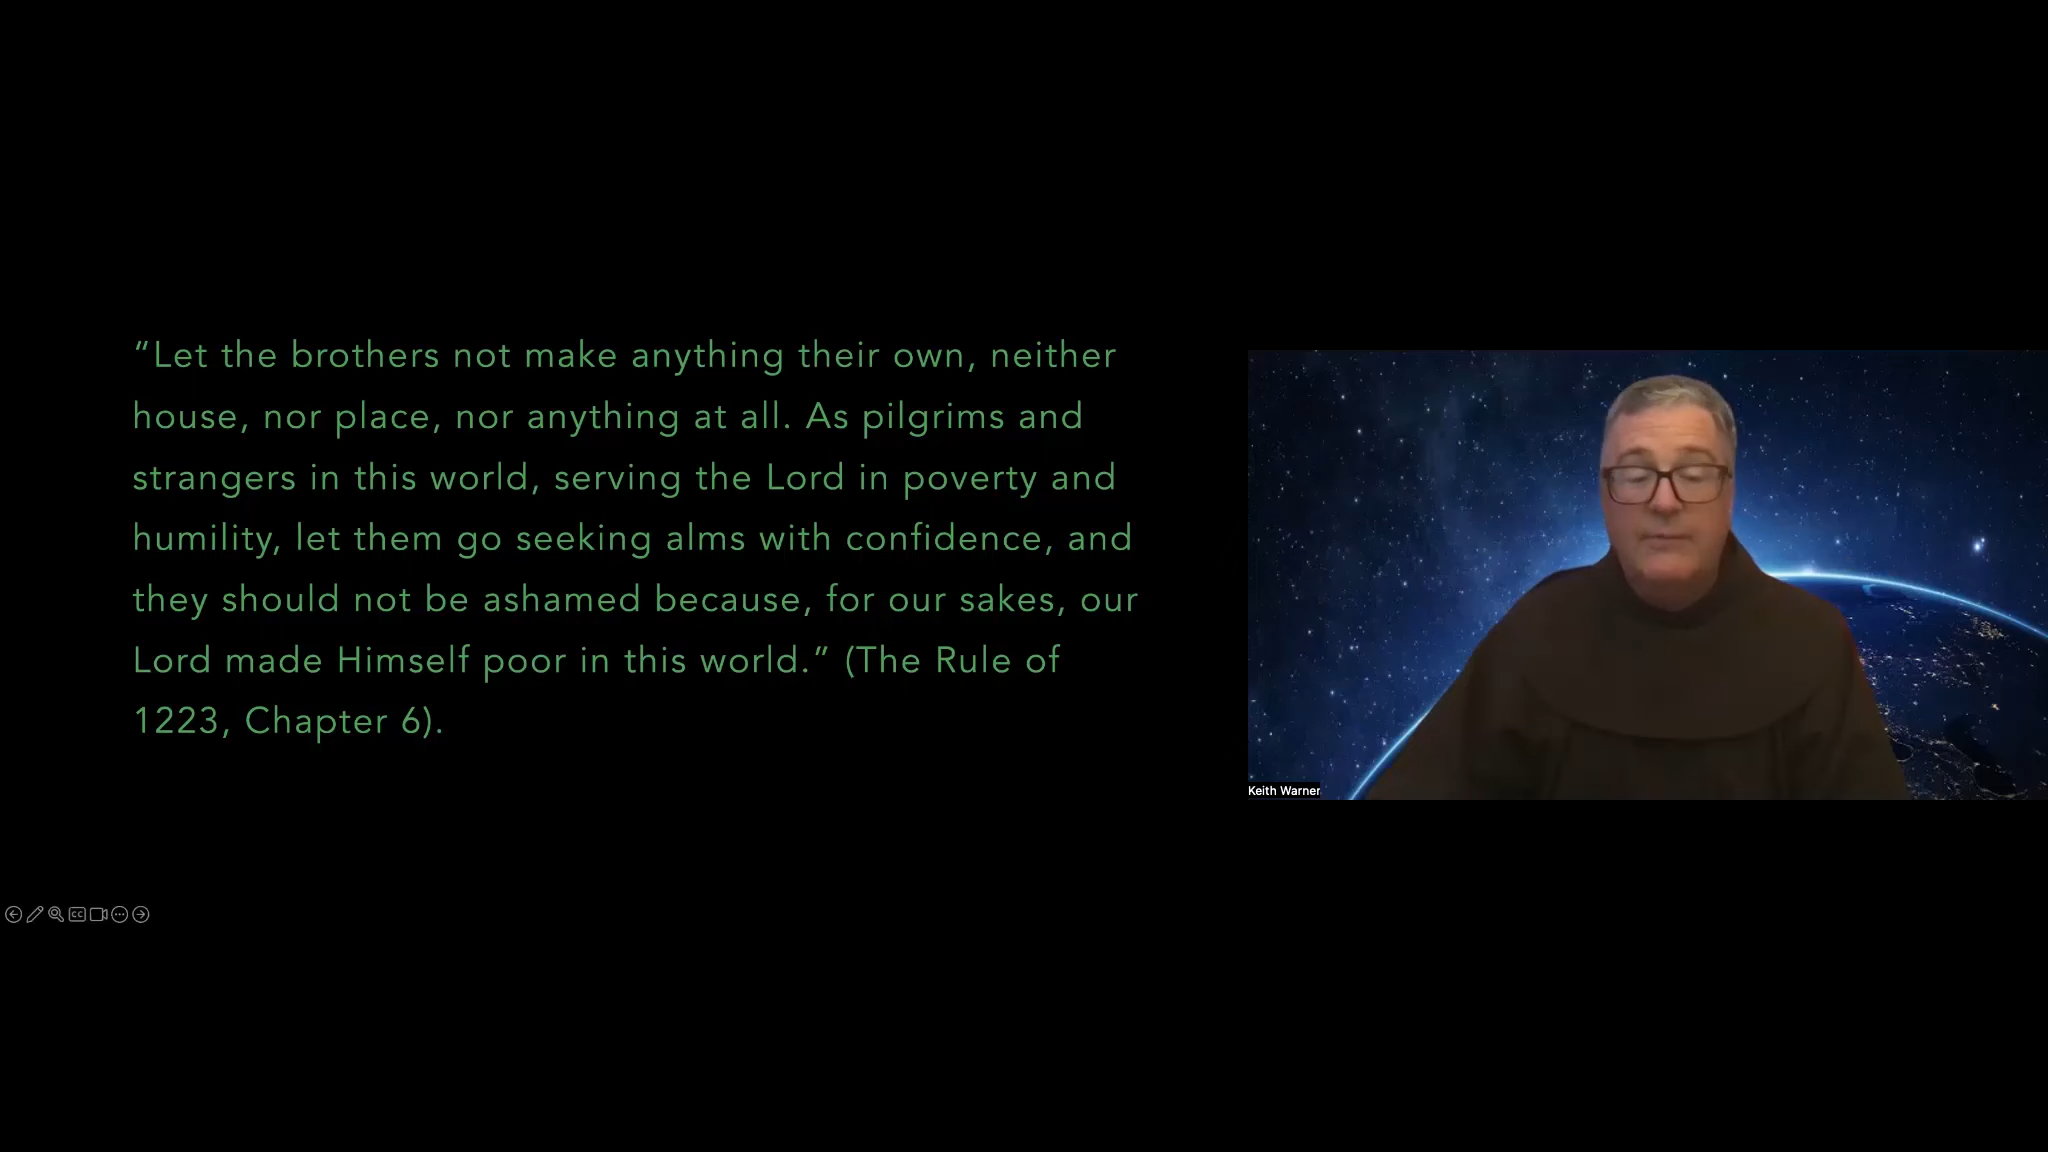 “Let the brothers not make anything their own, neither
house, nor place, nor anything at all. As pilgrims and
strangers in this world, serving the Lord in poverty and
humility, let them go seeking alms with confidence, and
they should not be ashamed because, for our sakes, our
Lord made Himself poor in this world.” (The Rule of
1223, Chapter 6).
Keith Warner
CC